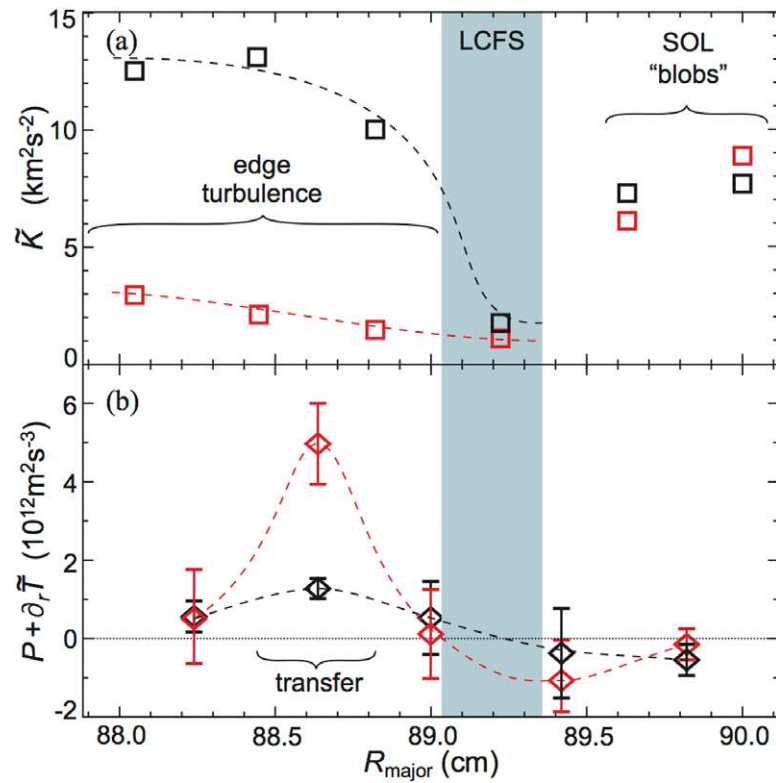 (a)
LCFS
SOL
"blobs"
edge
turbulence
15
10
5
0
K̃ (km²s⁻²)
(b)
6
4
2
0
-2
P + ∂ᵣT̃ (10¹²m²s⁻³)
transfer
88.0 88.5 89.0 89.5 90.0
R_major (cm)